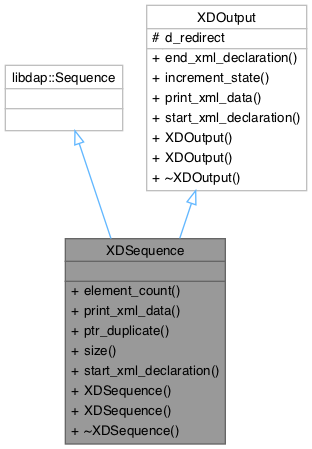 XDOutput
# d_redirect
+ end_xml_declaration()
+ increment_state()
+ print_xml_data()
+ start_xml_declaration()
+ XDOutput()
+ XDOutput()
+ ~XDOutput()
libdap::Sequence
XDSequence
+ element_count()
+ print_xml_data()
+ ptr_duplicate()
+ size()
+ start_xml_declaration()
+ XDSequence()
+ XDSequence()
+ ~XDSequence()